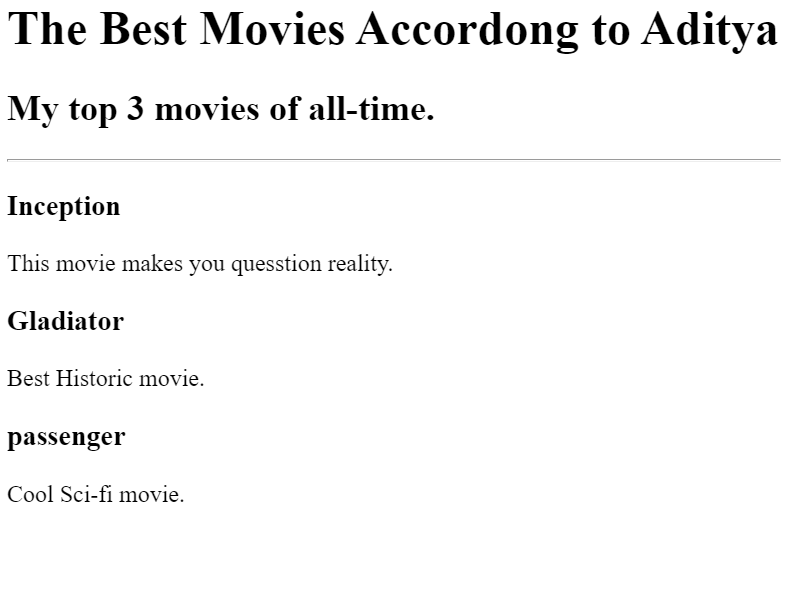 The Best Movies Accordong to Aditya
My top 3 movies of all-time.
Inception
This movie makes you quesstion reality.
Gladiator
Best Historic movie.
passenger
Cool Sci-fi movie.